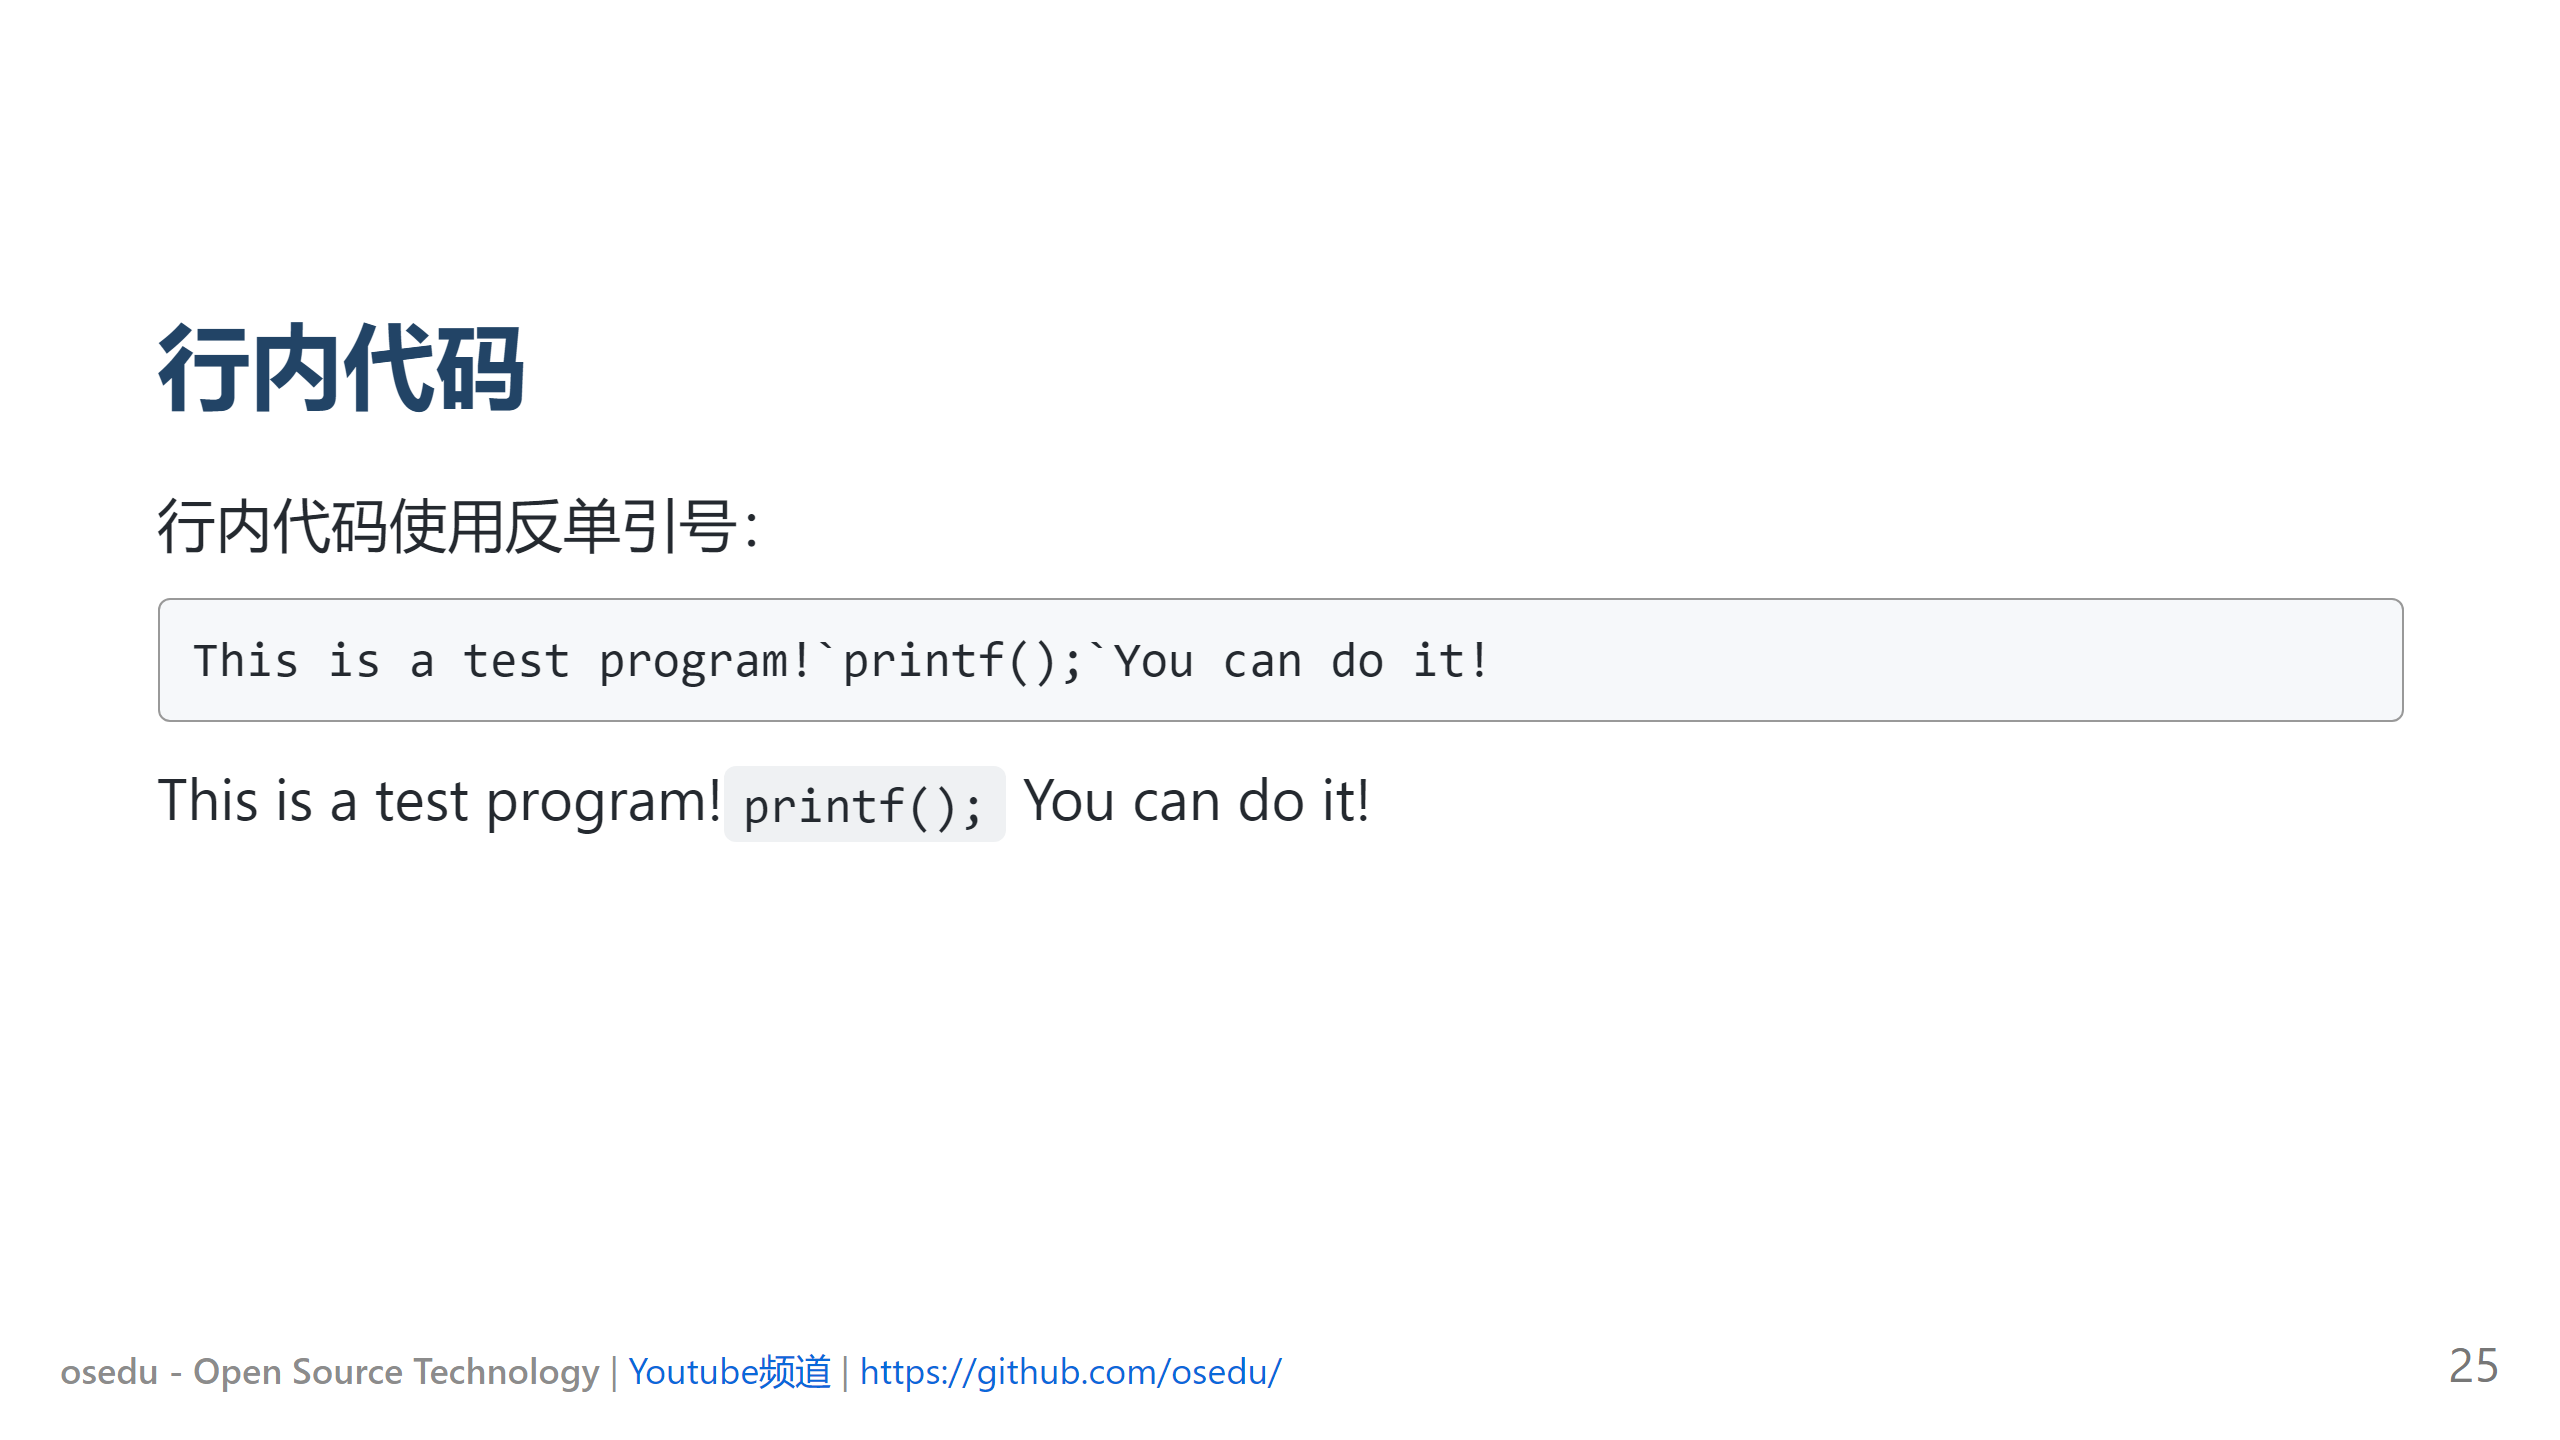 行内代码
行内代码使用反单引号：
This is a test program!`printf();`You can do it!
This is a test program! printf(); You can do it!
osedu - Open Source Technology | Youtube频道 | https://github.com/osedu/
25